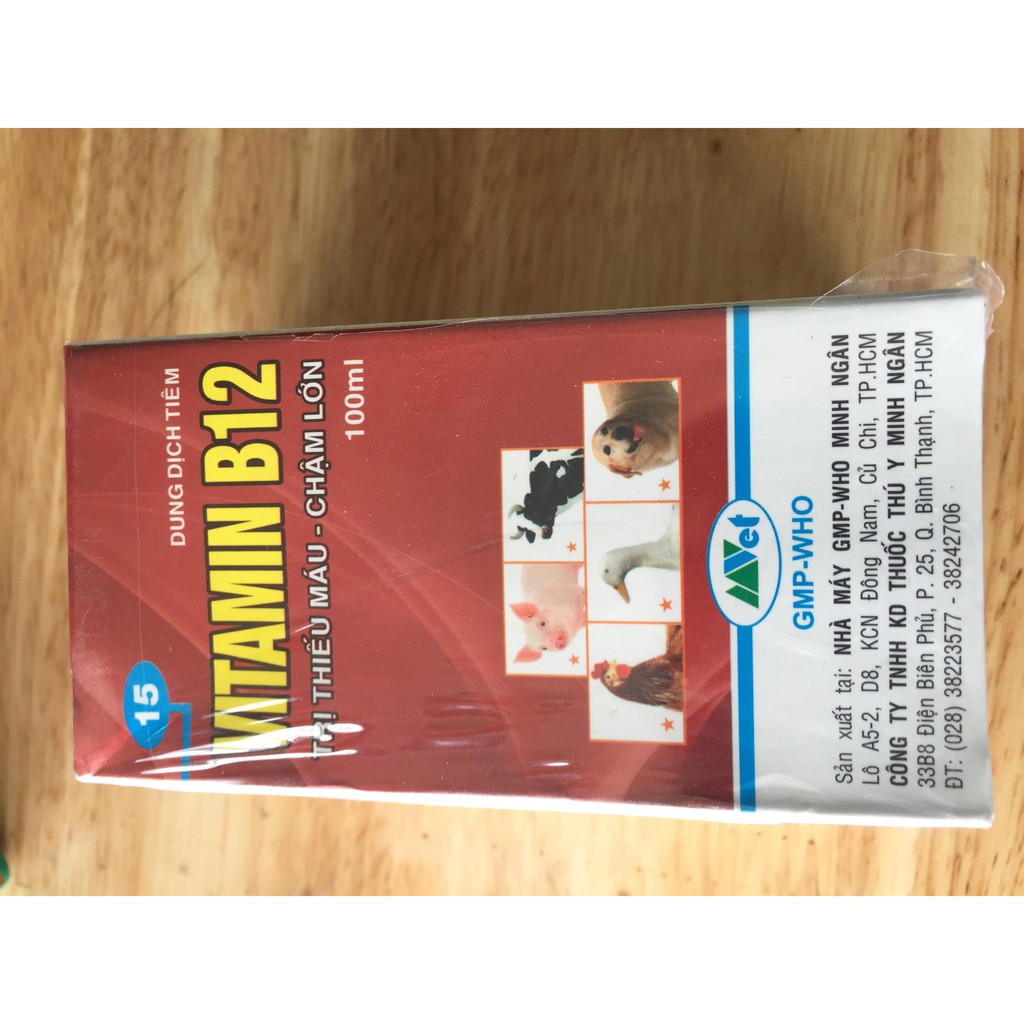 15
DUNG DỊCH TIÊM
VITAMIN B12
TRỊ THIẾU MÁU - CHẬM LỚN
100ml
MVet
GMP-WHO
Sản xuất tại: NHÀ MÁY GMP-WHO MINH NGÂN
Lô A5-2, D8, KCN Đông Nam, Củ Chi, TP.HCM
CÔNG TY TNHH KD THUỐC THÚ Y MINH NGÂN
33B8 Điện Biên Phủ, P. 25, Q. Bình Thạnh, TP.HCM
ĐT: (028) 38223577 - 38242706